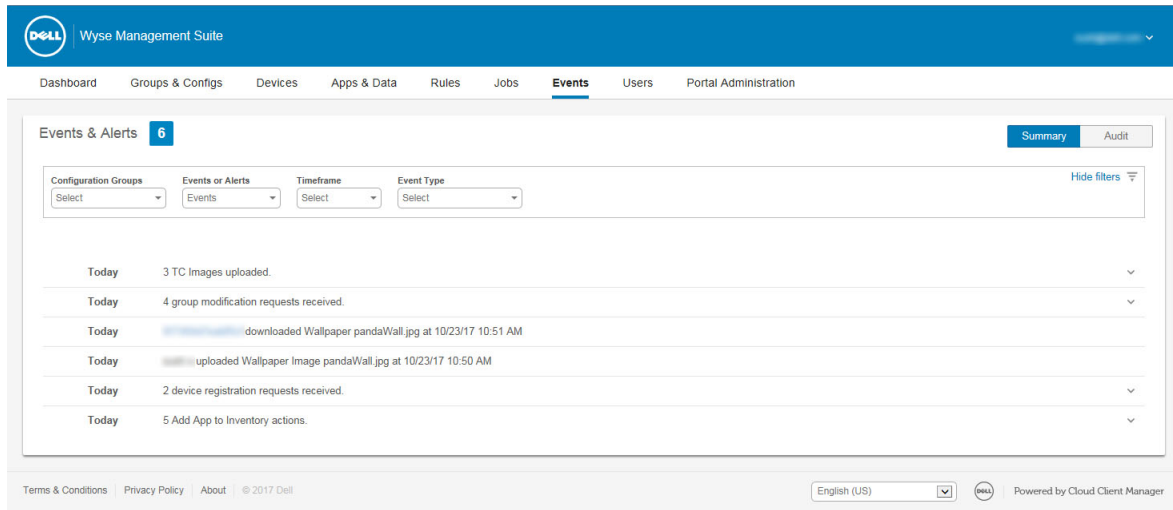 DELL Wyse Management Suite
Dashboard Groups & Configs Devices Apps & Data Rules Jobs Events Users Portal Administration
Events & Alerts 6
Summary Audit
Configuration Groups Events or Alerts Timeframe Event Type
Hide filters
Select Events Select Select
Today 3 TC Images uploaded.
Today 4 group modification requests received.
Today downloaded Wallpaper pandaWall.jpg at 10/23/17 10:51 AM
Today uploaded Wallpaper Image pandaWall.jpg at 10/23/17 10:50 AM
Today 2 device registration requests received.
Today 5 Add App to Inventory actions.
Terms & Conditions Privacy Policy About © 2017 Dell English (US) DELL Powered by Cloud Client Manager